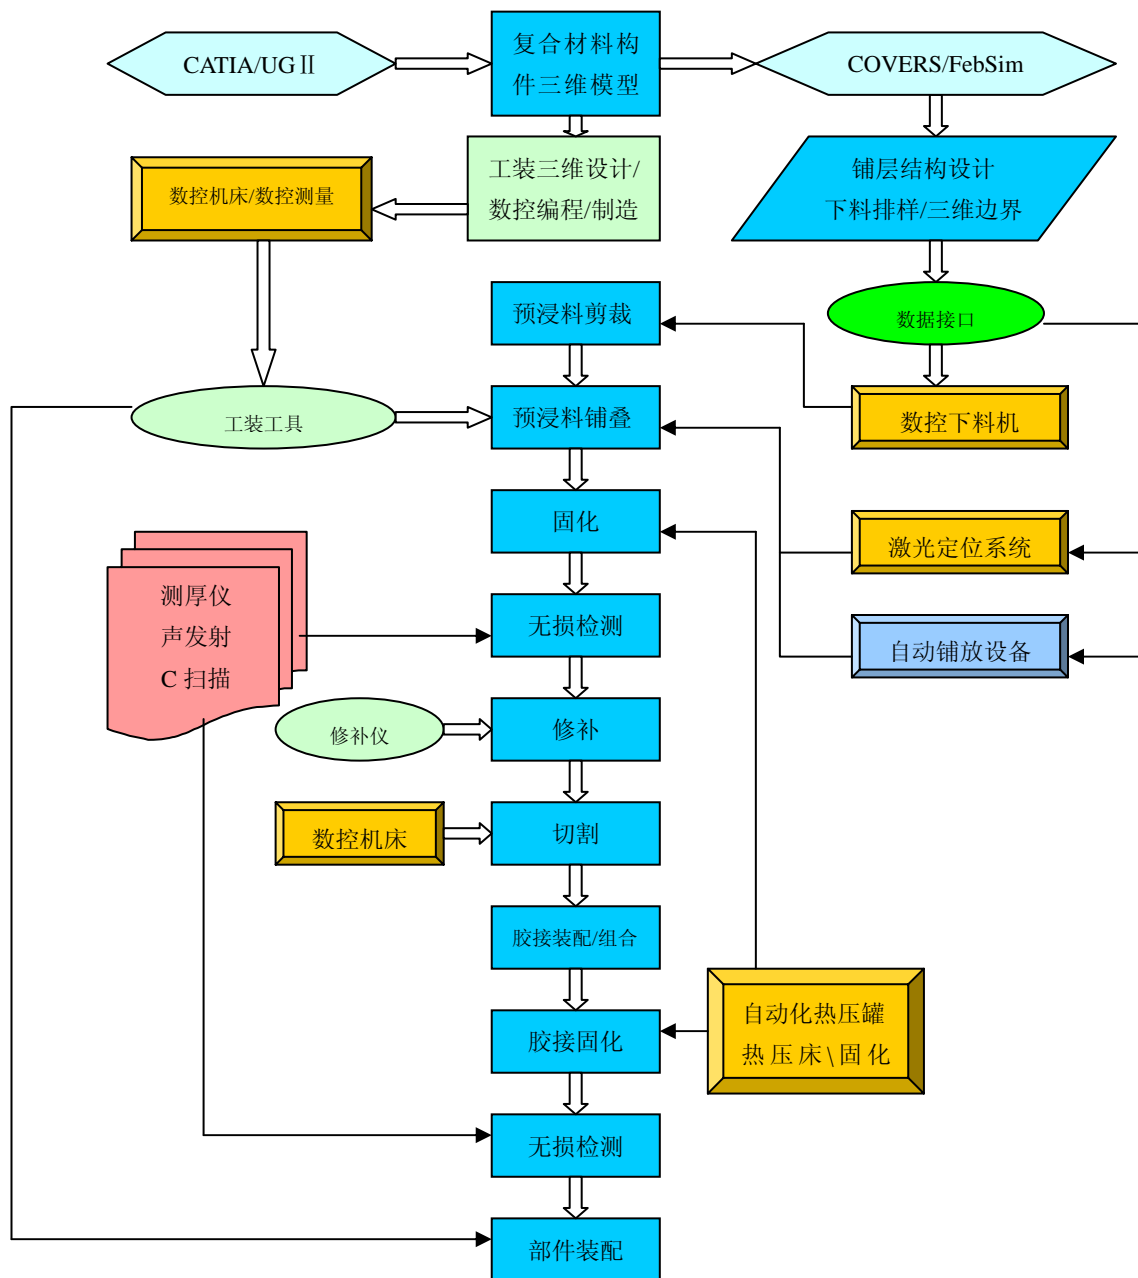 CATIA/UGⅡ
复合材料构
件三维模型
COVERS/FebSim
数控机床/数控测量
工装三维设计/
数控编程/制造
铺层结构设计
下料排样/三维边界
预浸料剪裁
数据接口
工装工具
预浸料铺叠
数控下料机
固化
激光定位系统
测厚仪
声发射
C 扫描
无损检测
自动铺放设备
修补仪
修补
数控机床
切割
胶接装配/组合
自动化热压罐
热压床\固化
胶接固化
无损检测
部件装配